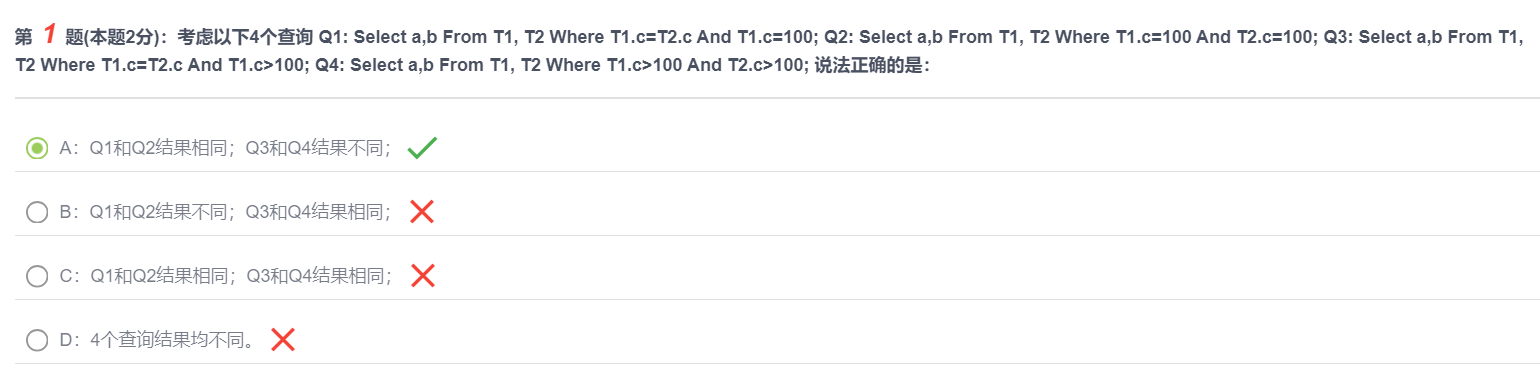 第 1 题(本题2分)：考虑以下4个查询 Q1: Select a,b From T1, T2 Where T1.c=T2.c And T1.c=100; Q2: Select a,b From T1, T2 Where T1.c=100 And T2.c=100; Q3: Select a,b From T1,
T2 Where T1.c=T2.c And T1.c>100; Q4: Select a,b From T1, T2 Where T1.c>100 And T2.c>100; 说法正确的是：
A：Q1和Q2结果相同；Q3和Q4结果不同；
B：Q1和Q2结果不同；Q3和Q4结果相同；
C：Q1和Q2结果相同；Q3和Q4结果相同；
D：4个查询结果均不同。